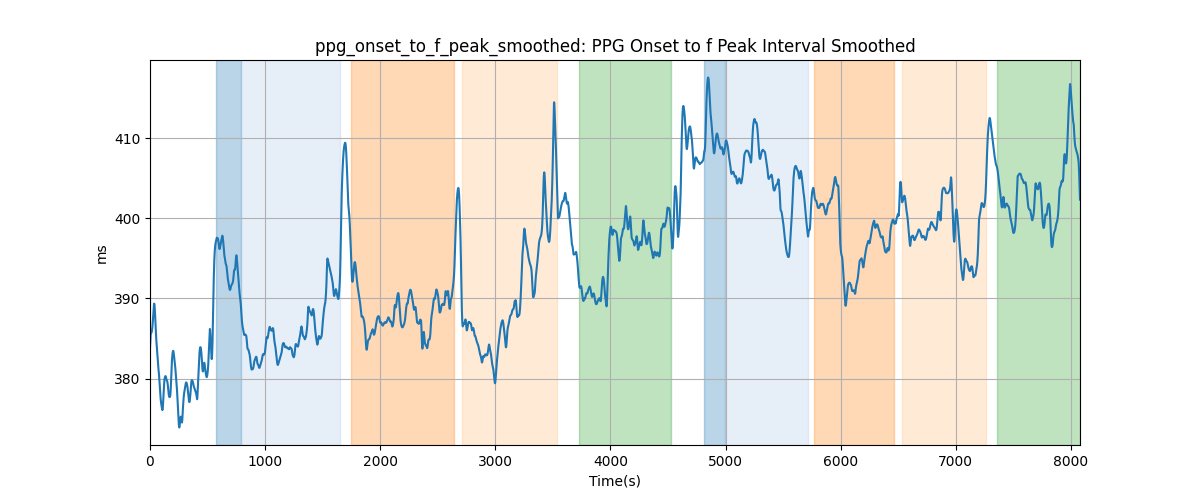 ppg_onset_to_f_peak_smoothed: PPG Onset to f Peak Interval Smoothed
ms
410
400
390
380
0 1000 2000 3000 4000 5000 6000 7000 8000
Time(s)